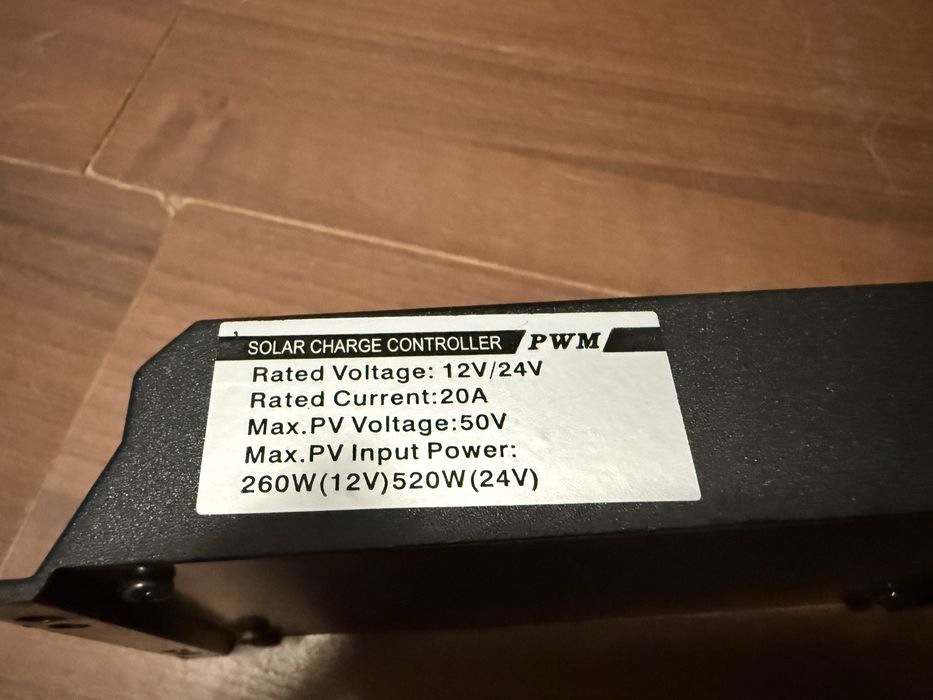 SOLAR CHARGE CONTROLLER PWM
Rated Voltage: 12V/24V
Rated Current:20A
Max.PV Voltage:50V
Max.PV Input Power:
260W(12V)520W(24V)